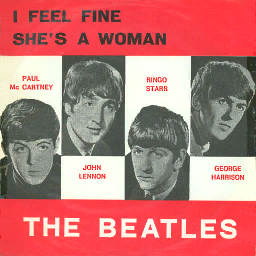 I FEEL FINE
SHE'S A WOMAN
PAUL
Mc CARTNEY
RINGO
STARR
JOHN
LENNON
GEORGE
HARRISON
THE BEATLES